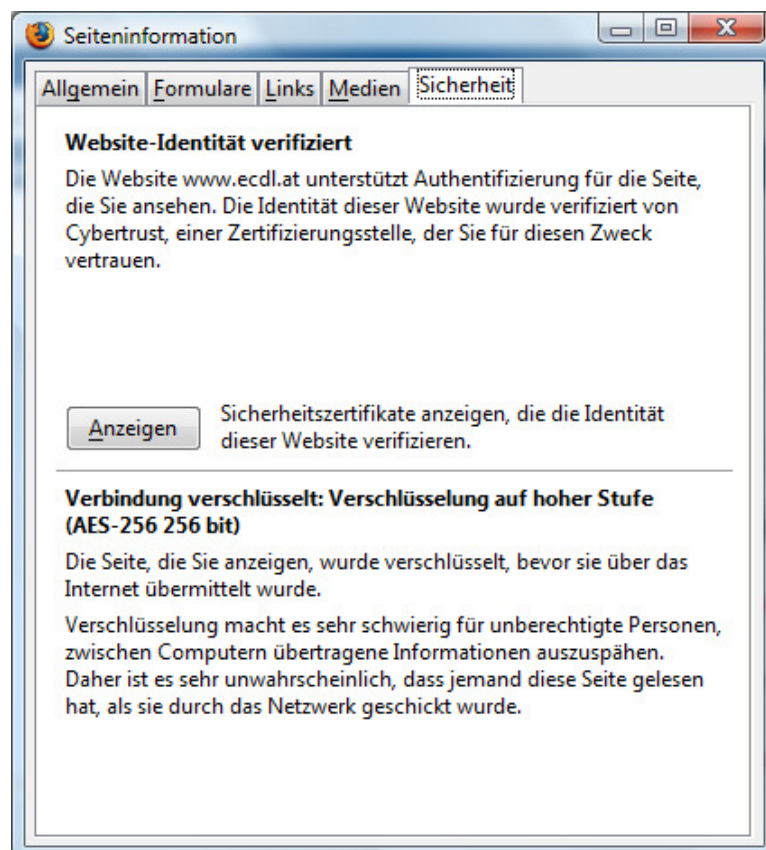 Seiteninformation
Allgemein Formulare Links Medien Sicherheit
Website-Identität verifiziert
Die Website www.ecdl.at unterstützt Authentifizierung für die Seite,
die Sie ansehen. Die Identität dieser Website wurde verifiziert von
Cybertrust, einer Zertifizierungsstelle, der Sie für diesen Zweck
vertrauen.
Anzeigen
Sicherheitszertifikate anzeigen, die die Identität
dieser Website verifizieren.
Verbindung verschlüsselt: Verschlüsselung auf hoher Stufe
(AES-256 256 bit)
Die Seite, die Sie anzeigen, wurde verschlüsselt, bevor sie über das
Internet übermittelt wurde.
Verschlüsselung macht es sehr schwierig für unberechtigte Personen,
zwischen Computern übertragene Informationen auszuspähen.
Daher ist es sehr unwahrscheinlich, dass jemand diese Seite gelesen
hat, als sie durch das Netzwerk geschickt wurde.